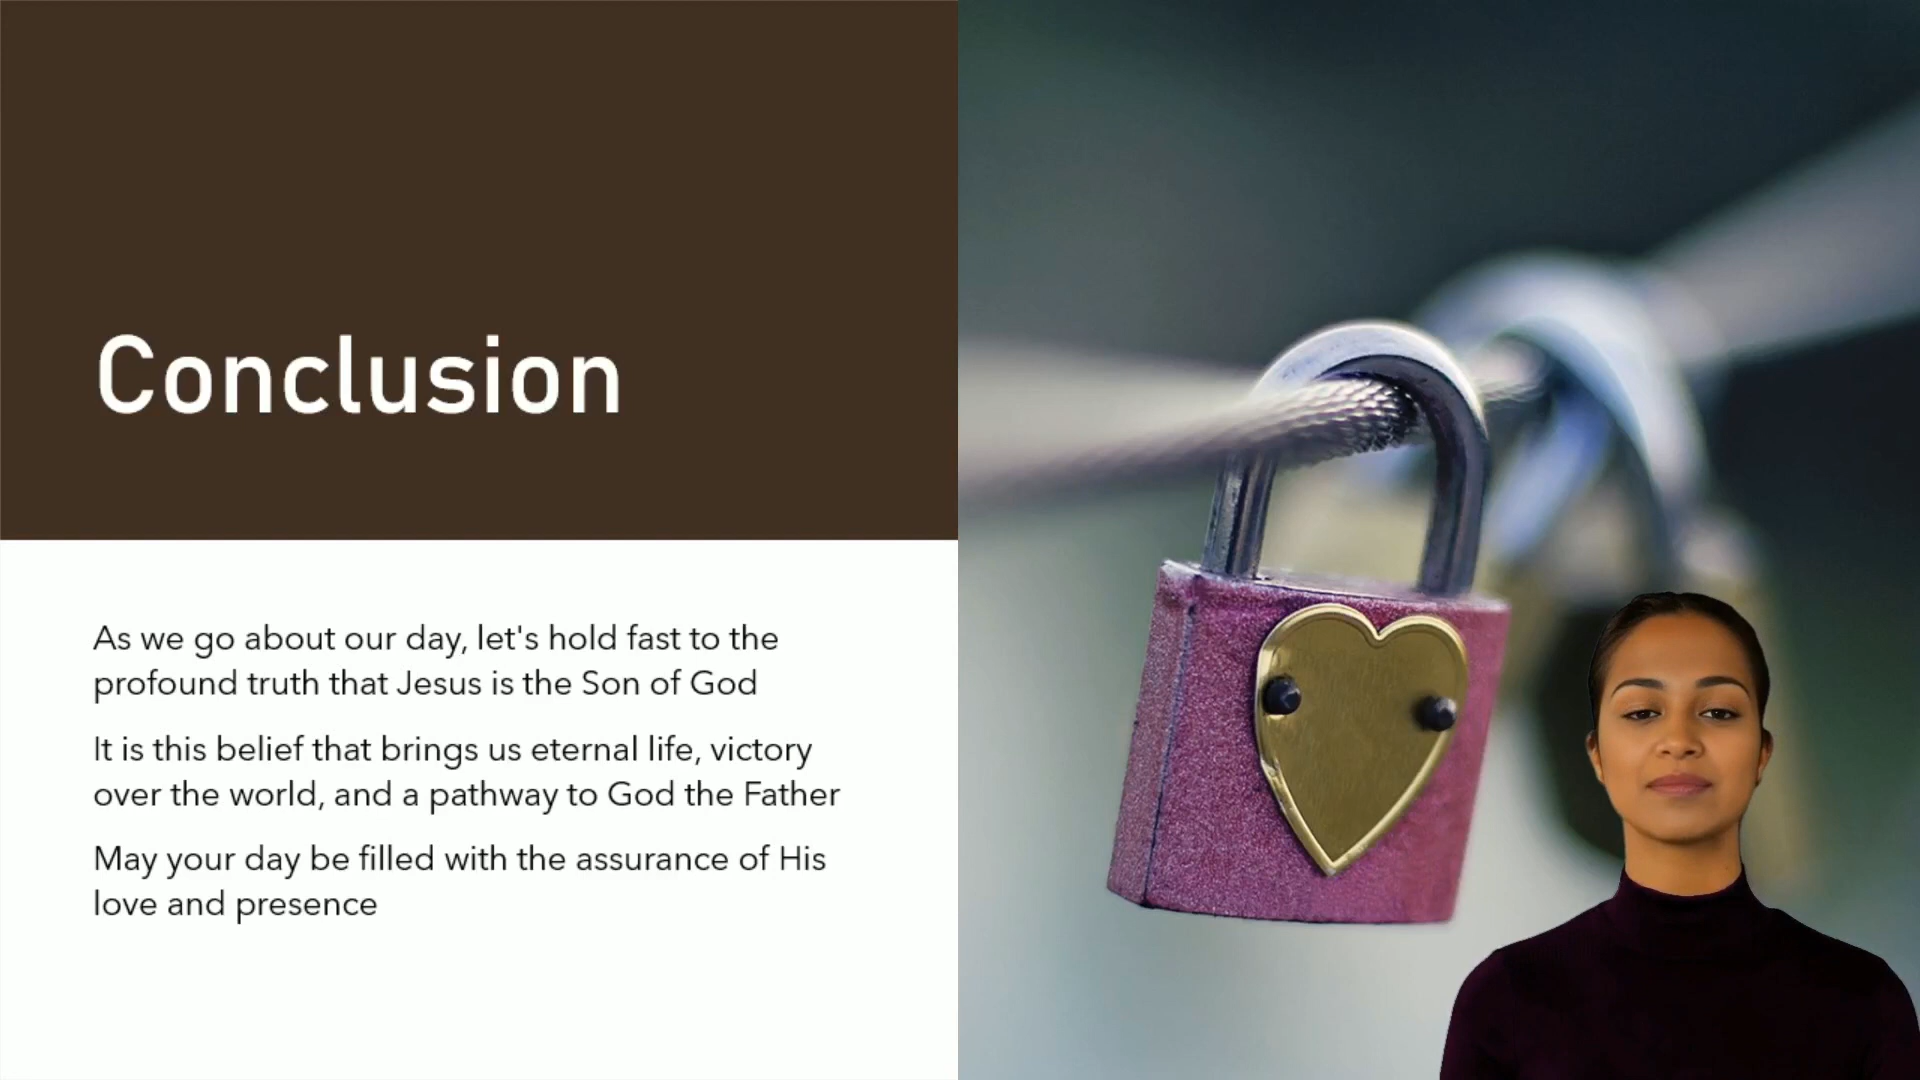 Conclusion
As we go about our day, let's hold fast to the
profound truth that Jesus is the Son of God
It is this belief that brings us eternal life, victory
over the world, and a pathway to God the Father
May your day be filled with the assurance of His
love and presence